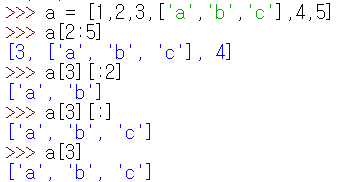 >>> a = [1,2,3,['a','b','c'],4,5]
>>> a[2:5]
[3, ['a', 'b', 'c'], 4]
>>> a[3][:2]
['a', 'b']
>>> a[3][:]
['a', 'b', 'c']
>>> a[3]
['a', 'b', 'c']